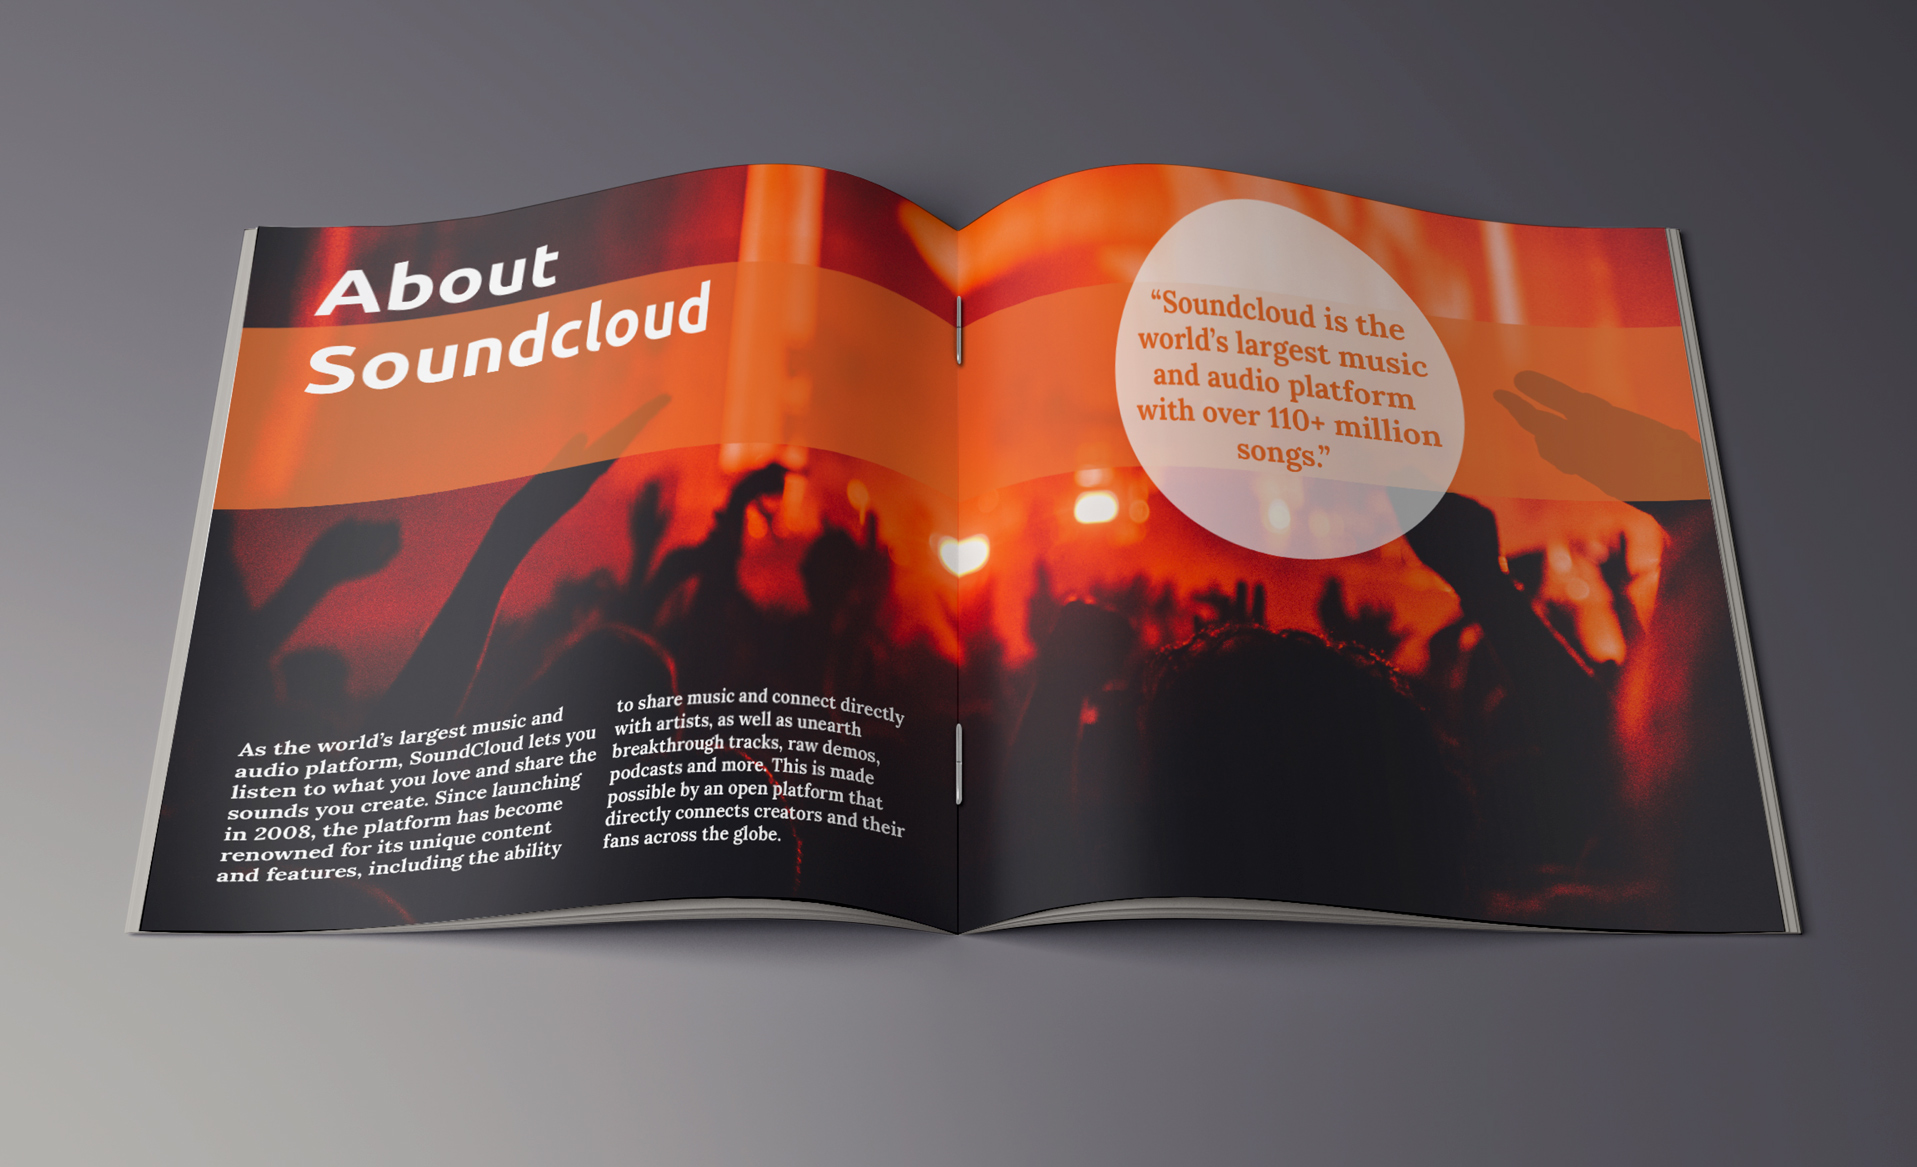 About
Soundcloud
As the world's largest music and
audio platform, SoundCloud lets you
listen to what you love and share the
sounds you create. Since launching
in 2008, the platform has become
renowned for its unique content
and features, including the ability
to share music and connect directly
with artists, as well as unearth
breakthrough tracks, raw demos,
podcasts and more. This is made
possible by an open platform that
directly connects creators and their
fans across the globe.
“Soundcloud is the
world's largest music
and audio platform
with over 110+ million
songs.”